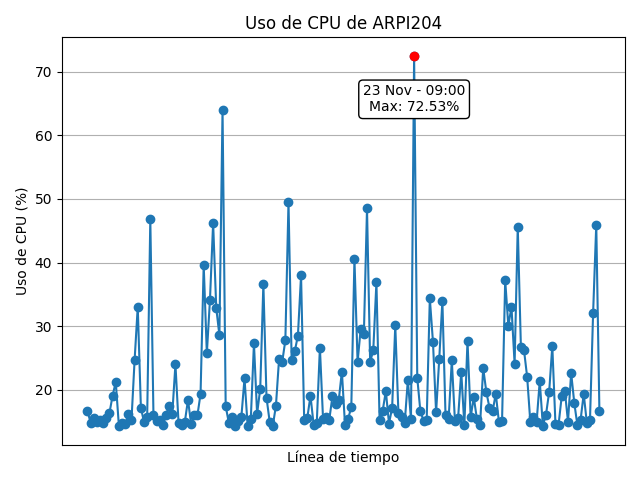 Uso de CPU de ARPI204
Uso de CPU (%)
70
60
50
40
30
20
23 Nov - 09:00
Max: 72.53%
Línea de tiempo